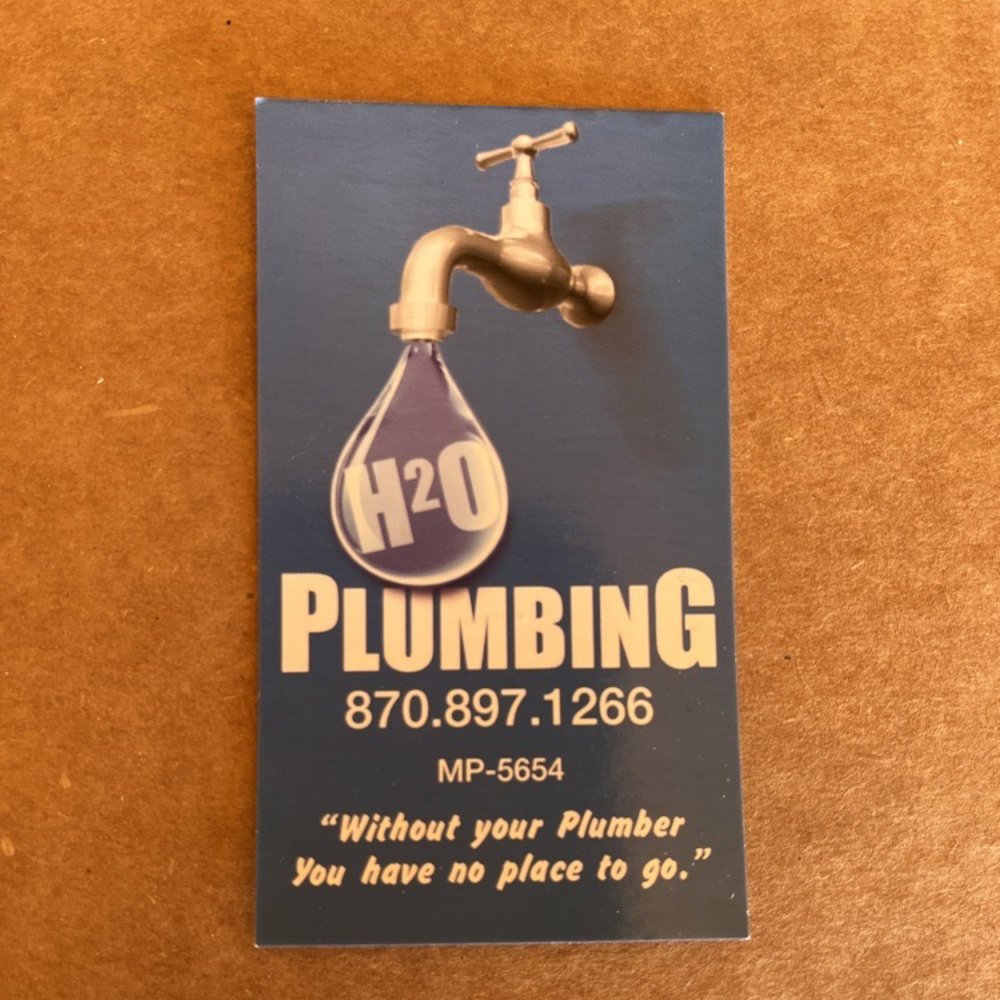 H2O
PLUMBING
870.897.1266
MP-5654
“Without your Plumber
You have no place to go.”